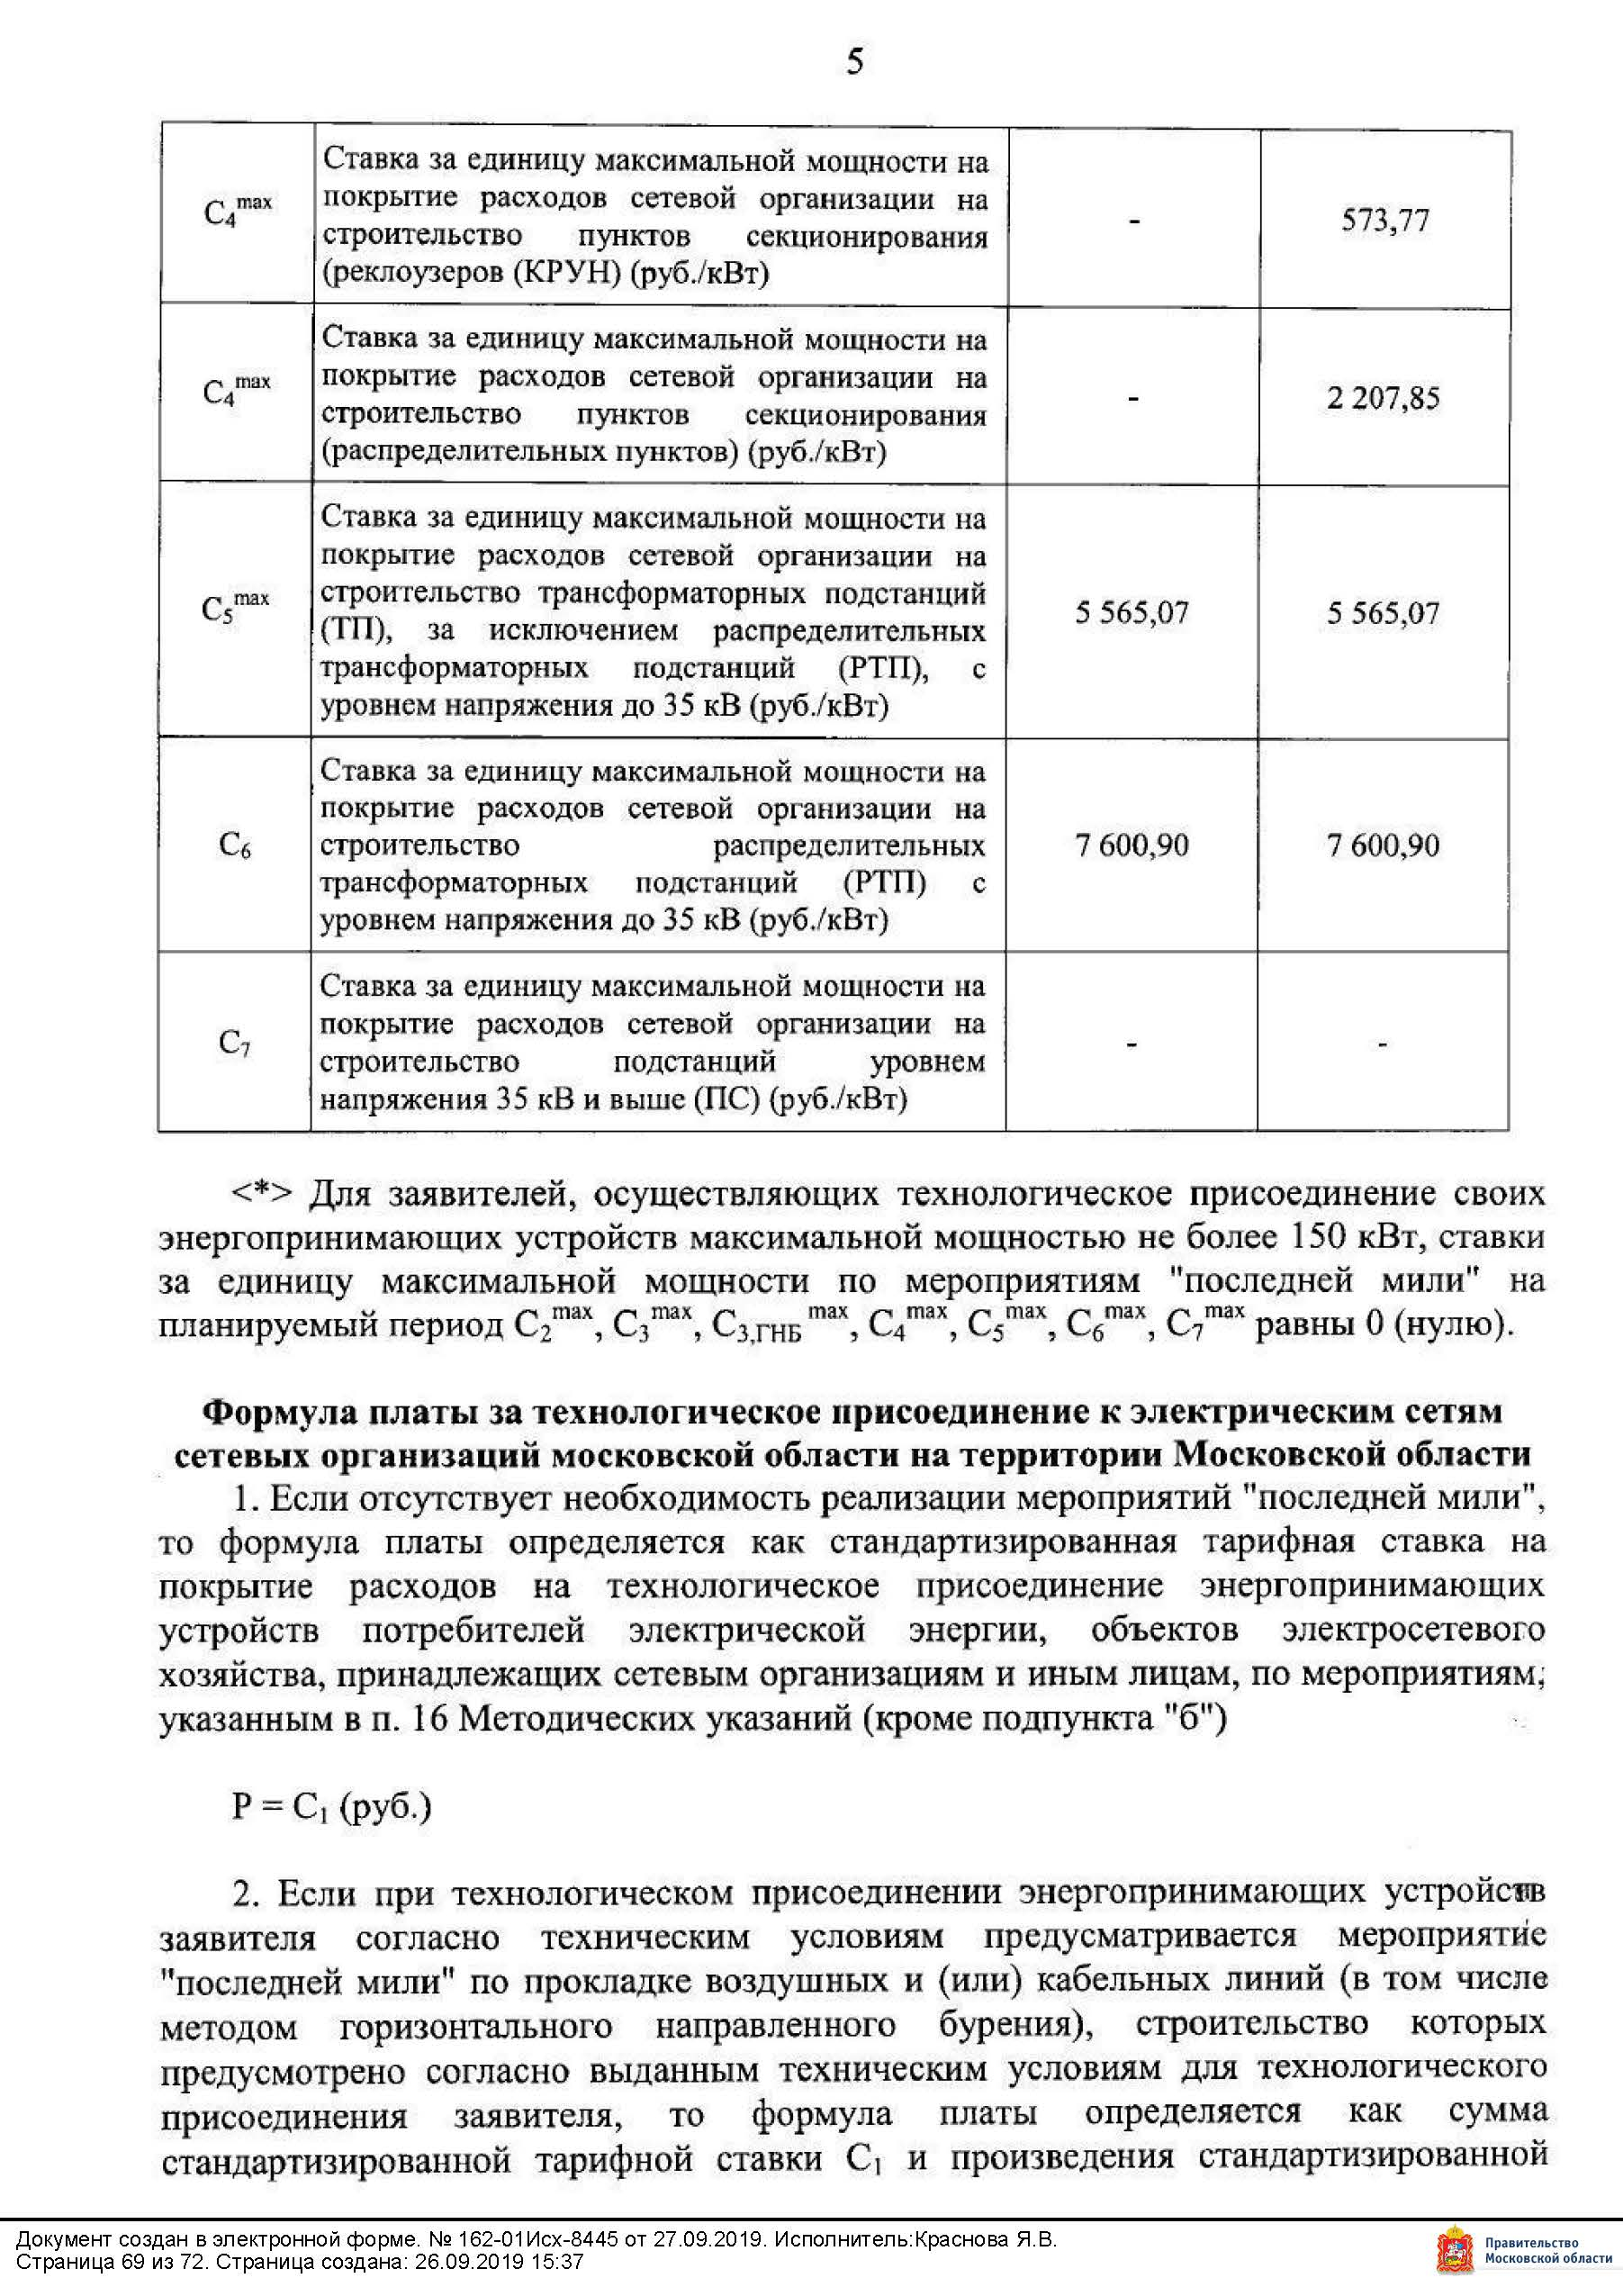 5
C4max
Ставка за единицу максимальной мощности на
покрытие расходов сетевой организации на
строительство пунктов секционирования
(реклоузеров (КРУН) (руб./кВт)
-
573,77
C4max
Ставка за единицу максимальной мощности на
покрытие расходов сетевой организации на
строительство пунктов секционирования
(распределительных пунктов) (руб./кВт)
-
2 207,85
C5max
Ставка за единицу максимальной мощности на
покрытие расходов сетевой организации на
строительство трансформаторных подстанций
(ТП), за исключением распределительных
трансформаторных подстанций (РТП), с
уровнем напряжения до 35 кВ (руб./кВт)
5 565,07
5 565,07
C6
Ставка за единицу максимальной мощности на
покрытие расходов сетевой организации на
строительство распределительных
трансформаторных подстанций (РТП) с
уровнем напряжения до 35 кВ (руб./кВт)
7 600,90
7 600,90
C7
Ставка за единицу максимальной мощности на
покрытие расходов сетевой организации на
строительство подстанций уровнем
напряжения 35 кВ и выше (ПС) (руб./кВт)
-
-
<*> Для заявителей, осуществляющих технологическое присоединение своих
энергопринимающих устройств максимальной мощностью не более 150 кВт, ставки
за единицу максимальной мощности по мероприятиям "последней мили" на
планируемый период C2max, C3max, C3,ГНБmax, C4max, C5max, C6max, C7max равны 0 (нулю).
Формула платы за технологическое присоединение к электрическим сетям
сетевых организаций московской области на территории Московской области
1. Если отсутствует необходимость реализации мероприятий "последней мили",
то формула платы определяется как стандартизированная тарифная ставка на
покрытие расходов на технологическое присоединение энергопринимающих
устройств потребителей электрической энергии, объектов электросетевого
хозяйства, принадлежащих сетевым организациям и иным лицам, по мероприятиям,
указанным в п. 16 Методических указаний (кроме подпункта "б")
P = C1 (руб.)
2. Если при технологическом присоединении энергопринимающих устройств
заявителя согласно техническим условиям предусматривается мероприятие
"последней мили" по прокладке воздушных и (или) кабельных линий (в том числе
методом горизонтального направленного бурения), строительство которых
предусмотрено согласно выданным техническим условиям для технологического
присоединения заявителя, то формула платы определяется как сумма
стандартизированной тарифной ставки C1 и произведения стандартизированной
Документ создан в электронной форме. № 162-01Исх-8445 от 27.09.2019. Исполнитель:Краснова Я.В.
Страница 69 из 72. Страница создана: 26.09.2019 15:37
Правительство
Московской области